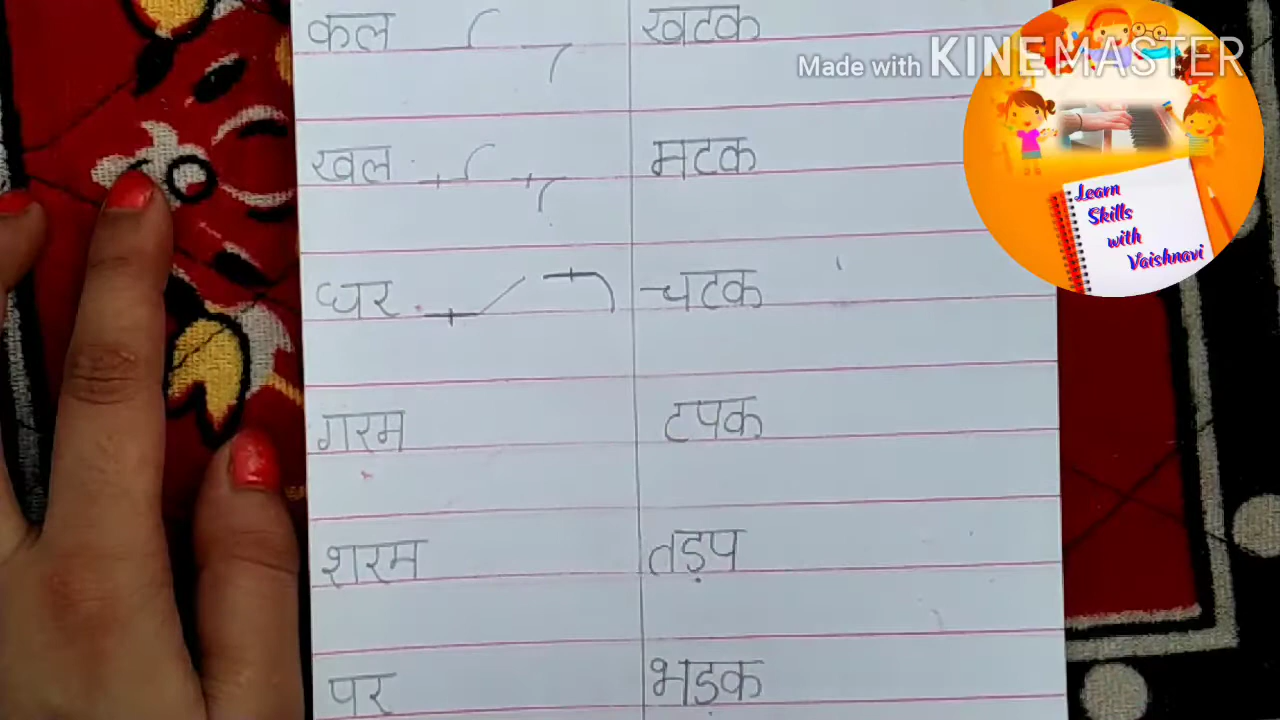 कल
खटक
Made with KINEMASTER
खल
मटक
Learn
Skills
with
Vaishnavi
घर
चटक
गरम
टपक
शरम
तड़प
पर
भड़क